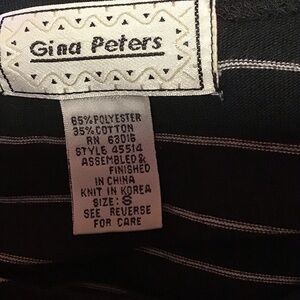 Gina Peters
65% POLYESTER
35% COTTON
RN 63015
STYLE 45514
ASSEMBLED &
FINISHED
IN CHINA
KNIT IN KOREA
SIZE: S
SEE REVERSE
FOR CARE